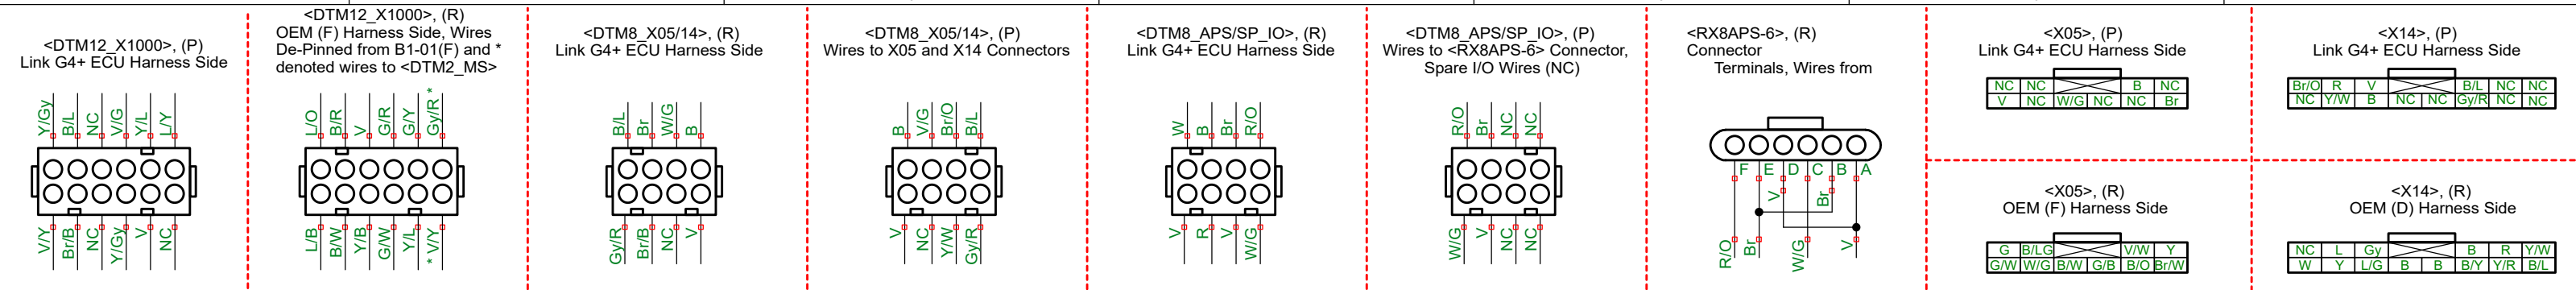 <DTM12_X1000>, (P)
Link G4+ ECU Harness Side
Y/Gy B/L NC V/G Y/L L/Y
V/Y Br/B NC Y/Gy V NC
<DTM12_X1000>, (R)
OEM (F) Harness Side, Wires
De-Pinned from B1-01(F) and *
denoted wires to <DTM2_MS>
L/O B/R V G/R G/Y Gy/R *
L/B B/W Y/B G/W Y/L * V/Y
<DTM8_X05/14>, (R)
Link G4+ ECU Harness Side
B/L Br W/G B
Gy/R Br/B NC V
<DTM8_X05/14>, (P)
Wires to X05 and X14 Connectors
B V/G Br/O B/L
V NC Y/W Gy/R
<DTM8_APS/SP_IO>, (R)
Link G4+ ECU Harness Side
W B Br R/O
V R V W/G
<DTM8_APS/SP_IO>, (P)
Wires to <RX8APS-6> Connector,
Spare I/O Wires (NC)
R/O Br NC NC
W/G V NC NC
<RX8APS-6>, (R)
Connector
Terminals, Wires from
F E D C B A
V Br
R/O Br W/G V
<X05>, (P)
Link G4+ ECU Harness Side
NC NC B NC
V NC W/G NC NC Br
<X05>, (R)
OEM (F) Harness Side
G B/LG V/W Y
G/W W/G B/W G/B B/O Br/W
<X14>, (P)
Link G4+ ECU Harness Side
Br/O R V B/L NC NC
NC Y/W B NC NC Gy/R NC NC
<X14>, (R)
OEM (D) Harness Side
NC L Gy B R Y/W
W Y L/G B B B/Y Y/R B/L